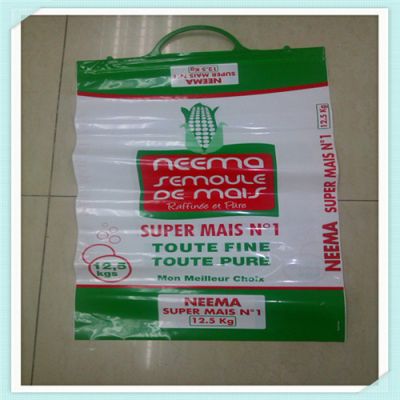 NEEMA
SUPER MAIS N°1
12.5 Kg
neema
semoule
de maïs
Raffinée et Pure
SUPER MAIS N°1
TOUTE FINE
TOUTE PURE
Mon Meilleur Choix
12,5
kgs
NEEMA SUPER MAIS N°1 12.5 Kg
NEEMA
SUPER MAIS N°1
12.5 Kg